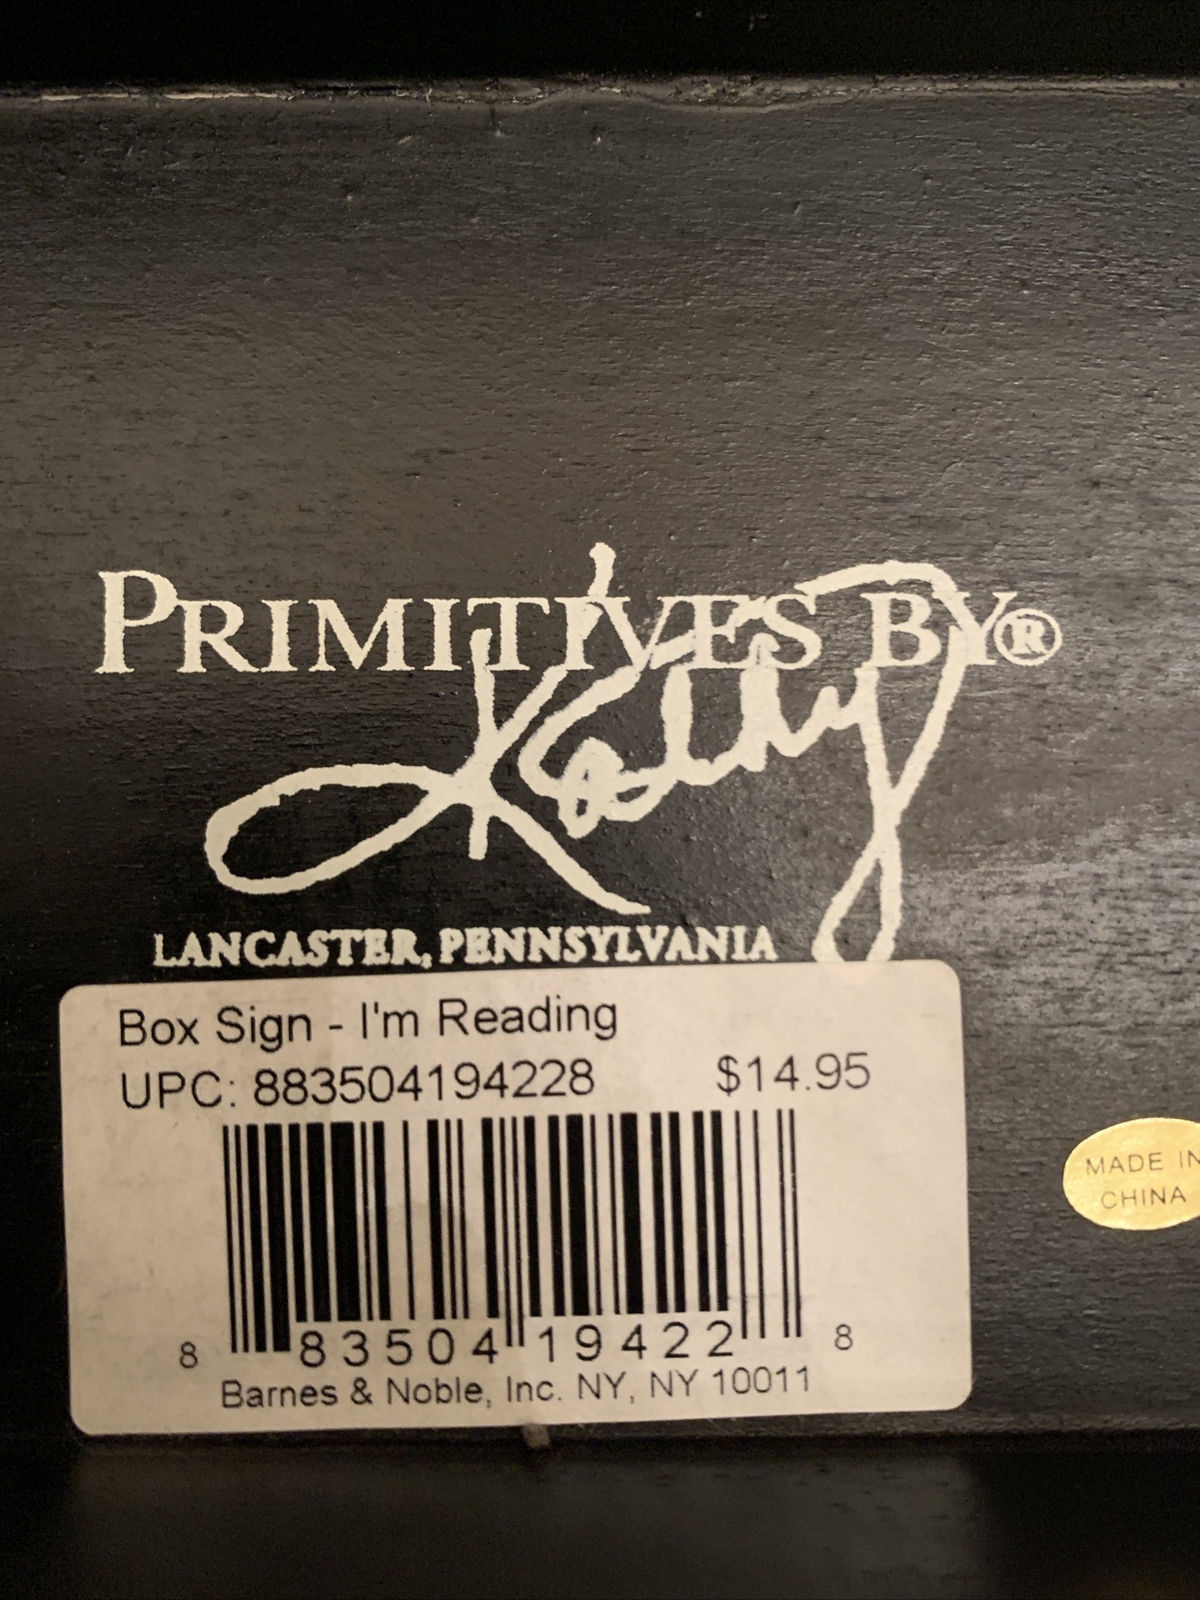 PRIMITIVES BY®
Kathy
LANCASTER, PENNSYLVANIA
Box Sign - I'm Reading
UPC: 883504194228 $14.95
8 83504 19422 8
Barnes & Noble, Inc. NY, NY 10011
MADE IN
CHINA